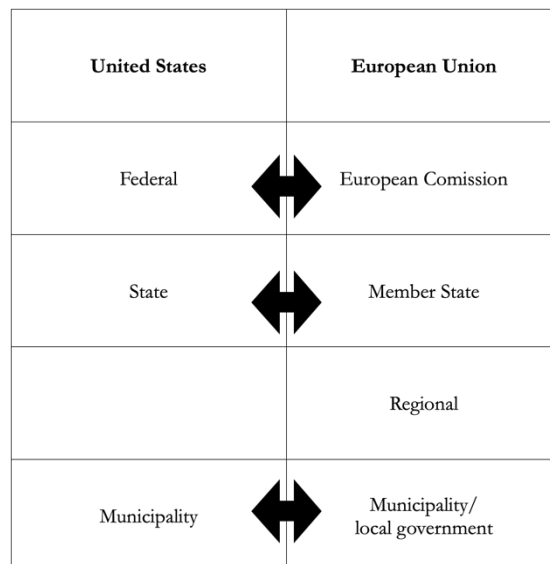 United States
European Union
Federal
European Comission
State
Member State
Regional
Municipality
Municipality/
local government